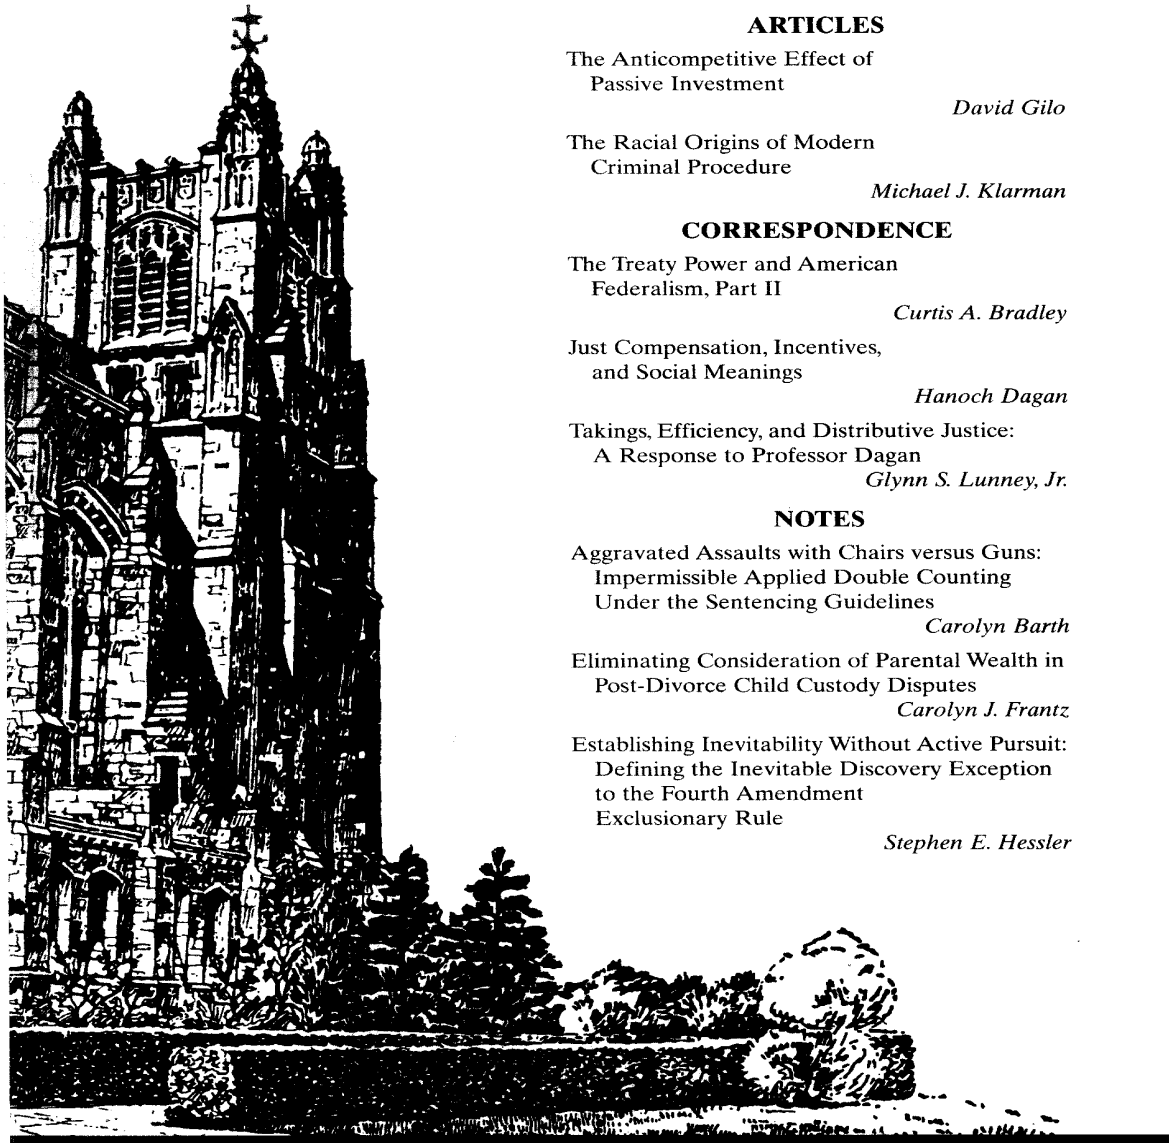 ARTICLES
The Anticompetitive Effect of
Passive Investment
David Gilo
The Racial Origins of Modern
Criminal Procedure
Michael J. Klarman
CORRESPONDENCE
The Treaty Power and American
Federalism, Part II
Curtis A. Bradley
Just Compensation, Incentives,
and Social Meanings
Hanoch Dagan
Takings, Efficiency, and Distributive Justice:
A Response to Professor Dagan
Glynn S. Lunney, Jr.
NOTES
Aggravated Assaults with Chairs versus Guns:
Impermissible Applied Double Counting
Under the Sentencing Guidelines
Carolyn Barth
Eliminating Consideration of Parental Wealth in
Post-Divorce Child Custody Disputes
Carolyn J. Frantz
Establishing Inevitability Without Active Pursuit:
Defining the Inevitable Discovery Exception
to the Fourth Amendment
Exclusionary Rule
Stephen E. Hessler